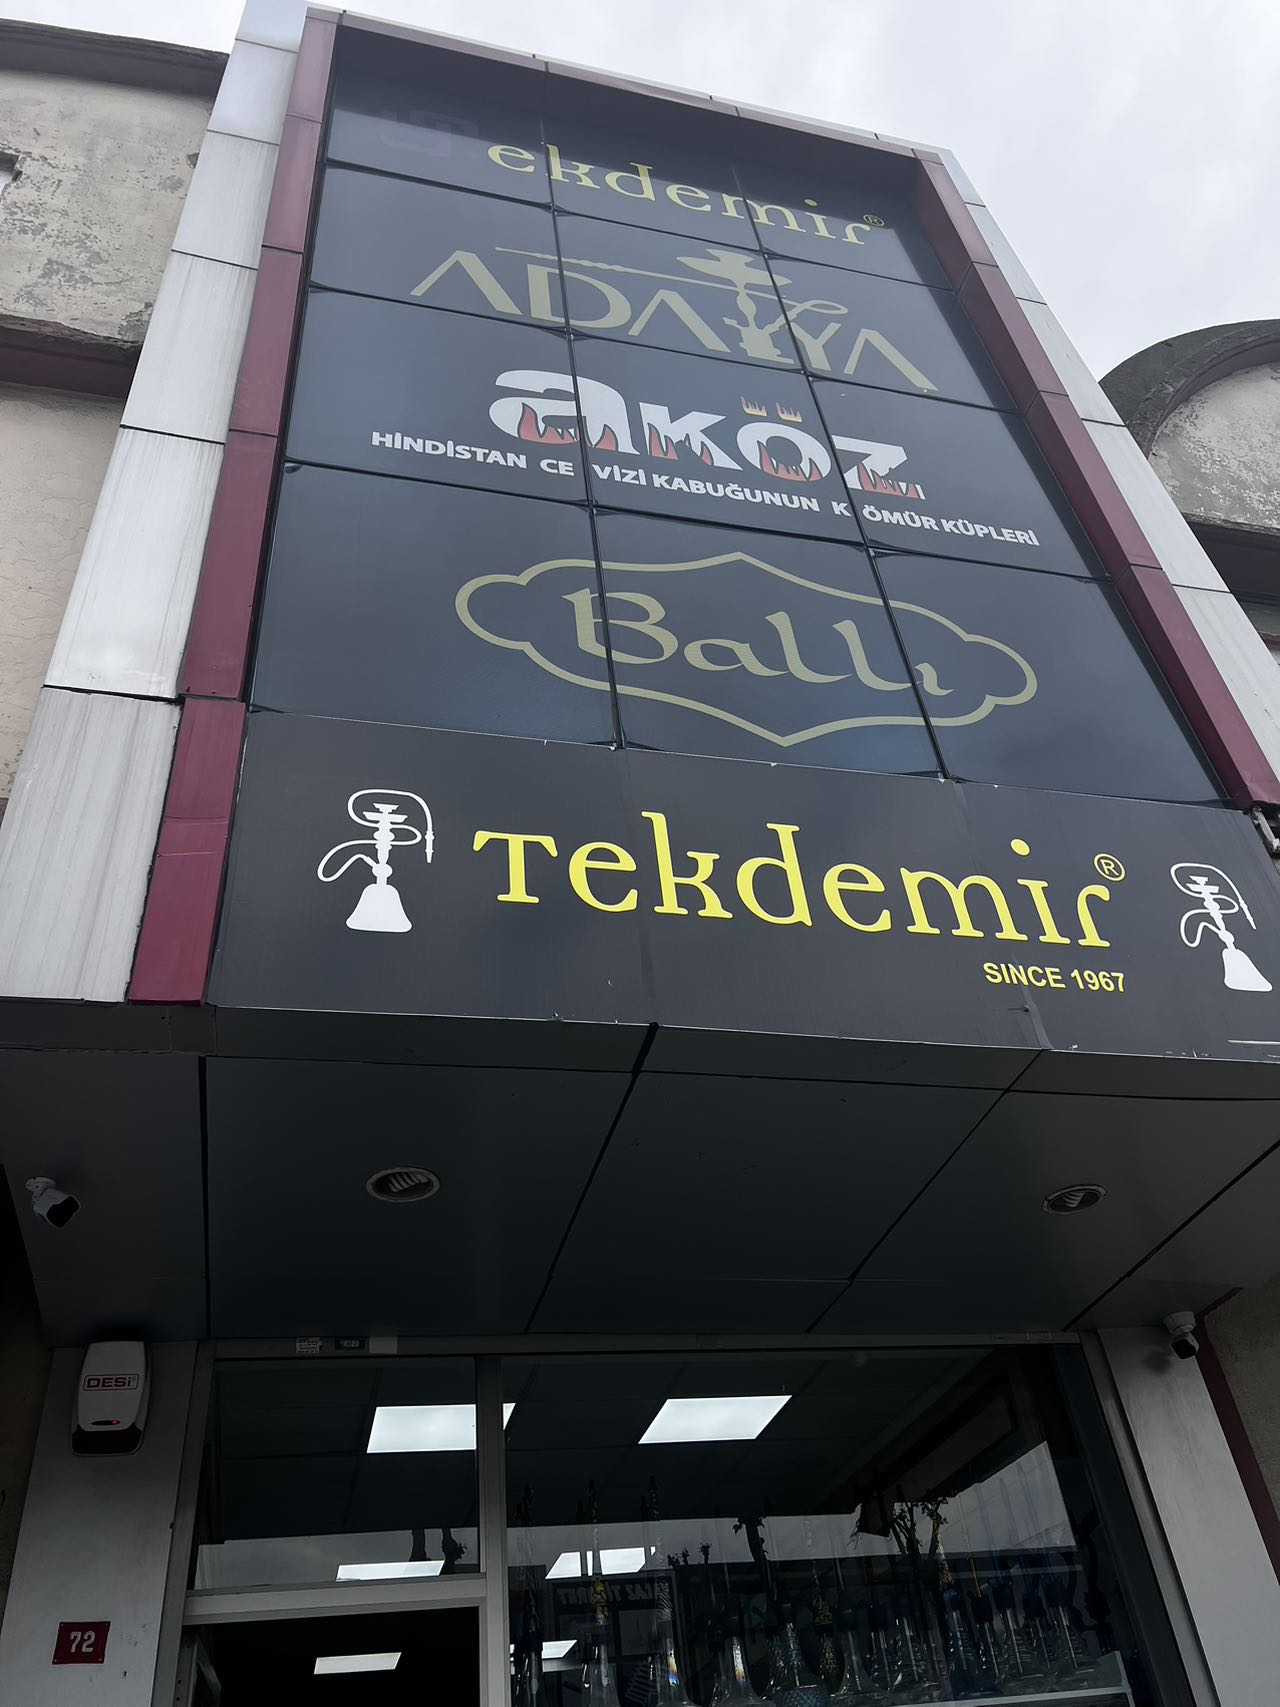 ekdemir®
ADALYA
aköz
HİNDİSTAN CEVİZİ KABUĞUNUN KÖMÜR KÜPLERİ
Ballı
Tekdemir®
SINCE 1967
DESi
72